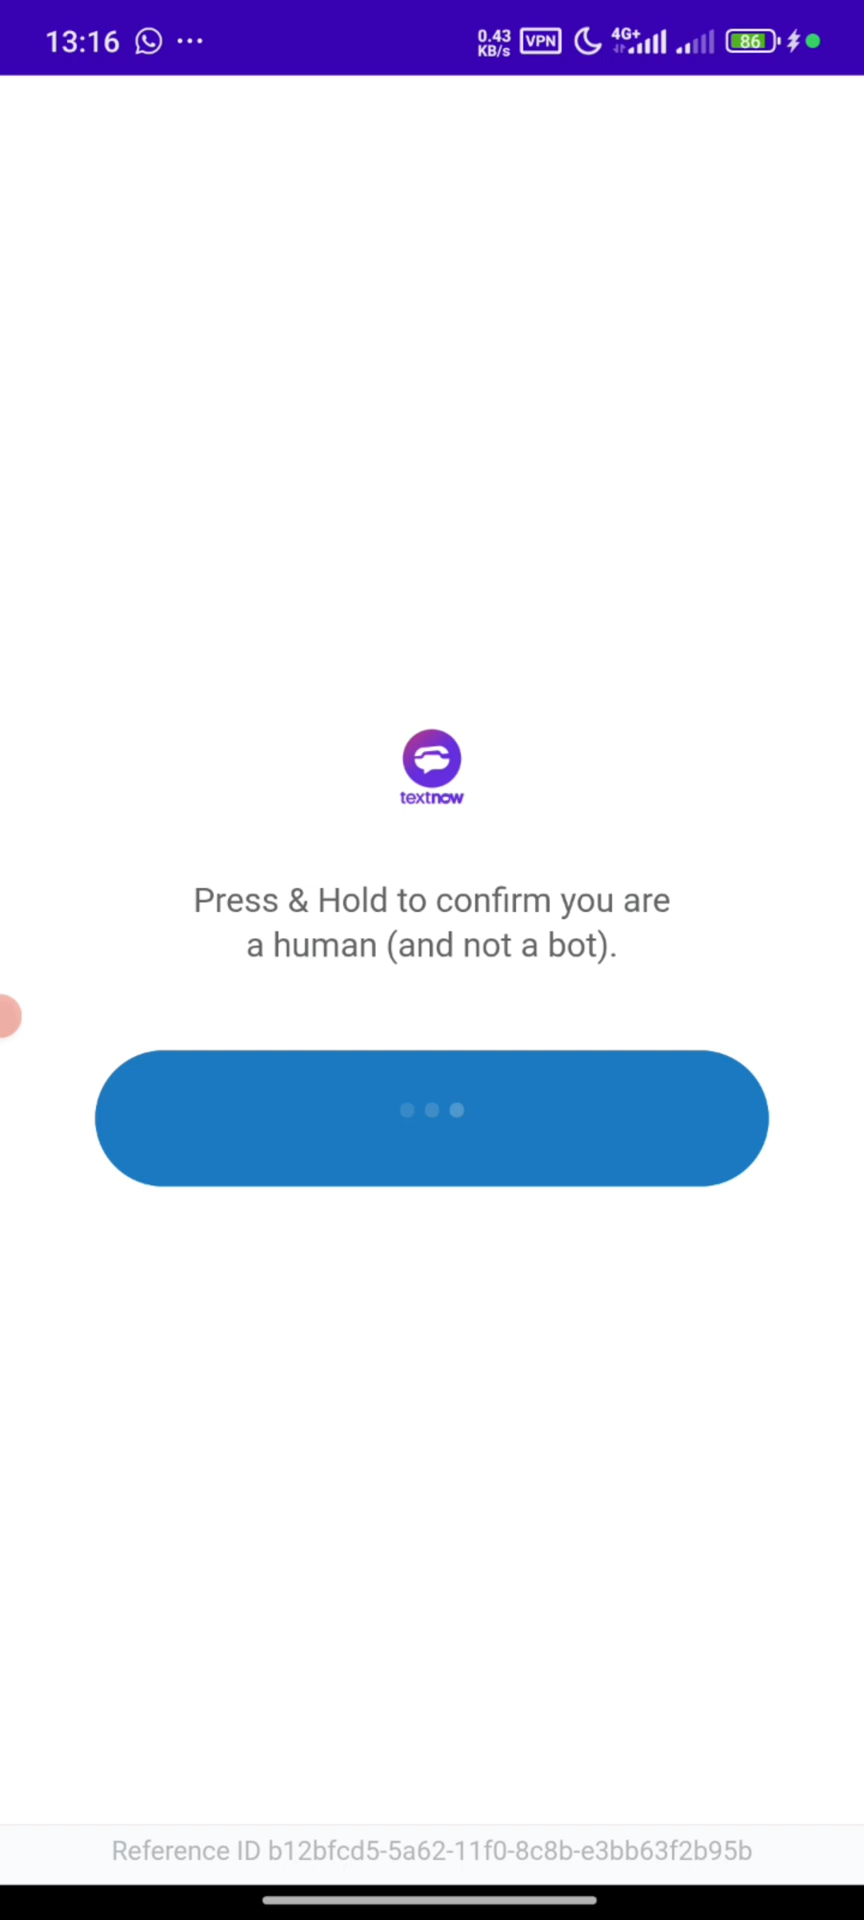 13:16 ... 0.43 KB/s VPN 4G+ 86
textnow
Press & Hold to confirm you are
a human (and not a bot).
Reference ID b12bfcd5-5a62-11f0-8c8b-e3bb63f2b95b